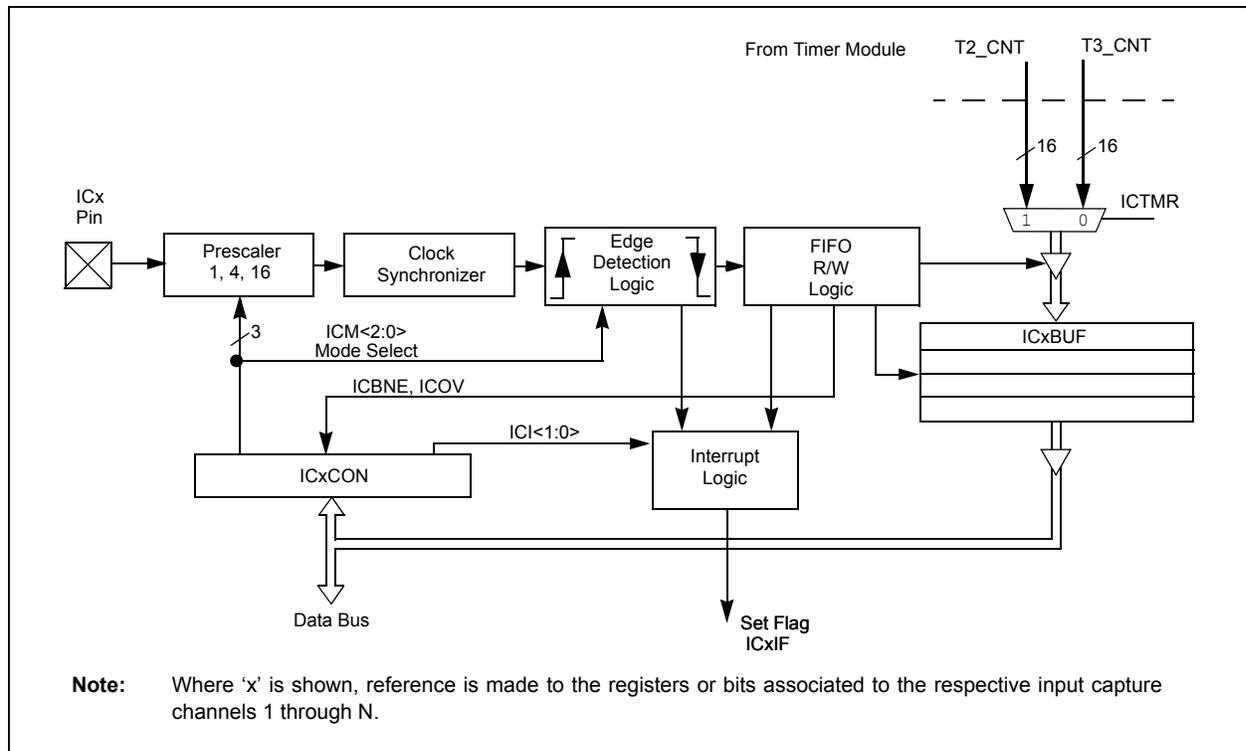 From Timer Module
T2_CNT
T3_CNT
16
16
ICx
Pin
ICTMR
1 0
Prescaler
1, 4, 16
Clock
Synchronizer
Edge
Detection
Logic
FIFO
R/W
Logic
3
ICM<2:0>
Mode Select
ICxBUF
ICBNE, ICOV
ICI<1:0>
Interrupt
Logic
ICxCON
Data Bus
Set Flag
ICxIF
Note: Where ‘x’ is shown, reference is made to the registers or bits associated to the respective input capture
channels 1 through N.